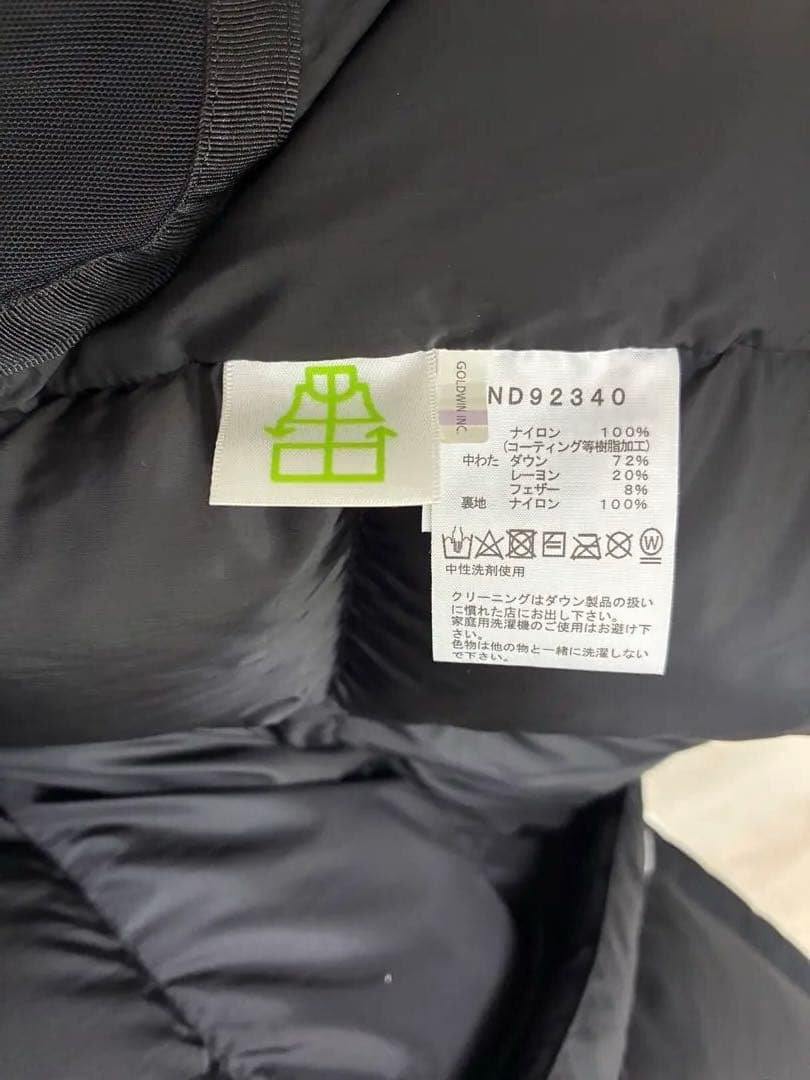 GOLDWIN INC.
ND92340
ナイロン 100%
(コーティング等樹脂加工)
中わた ダウン 72%
レーヨン 20%
フェザー 8%
裏地 ナイロン 100%
W
中性洗剤使用
クリーニングはダウン製品の扱い
に慣れた店にお出し下さい。
家庭用洗濯機のご使用はお避け下
さい。
色物は他の物と一緒に洗濯しない
で下さい。